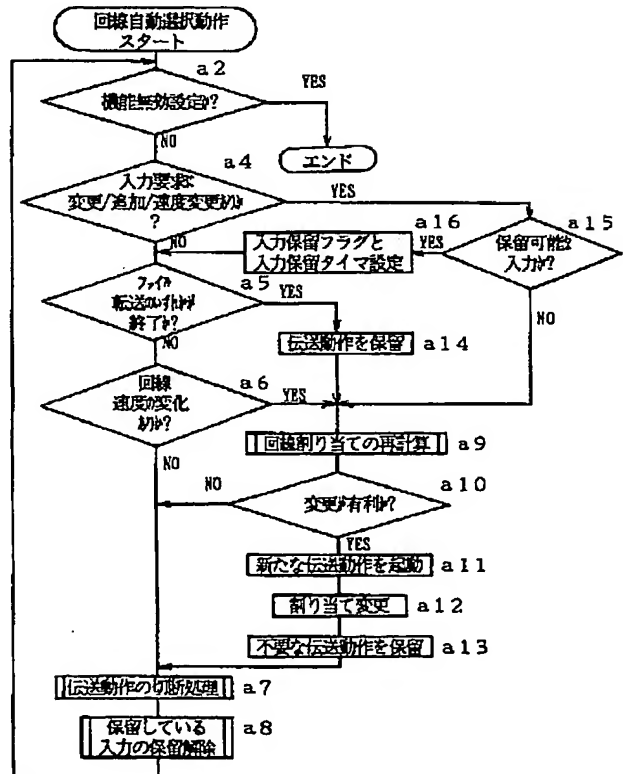 回線自動選択動作
スタート
a2
機能無効設定か?
YES
NO
エンド
a4
入力要求は
変更/追加/速度変更ありか
?
YES
NO
a15
保留可能な
入力か?
YES
NO
a16
入力保留フラグと
入力保留タイマ設定
a5
ファイル
転送のいずれかが
終了か?
YES
NO
伝送動作を保留
a14
a6
回線
速度の変化
ありか?
YES
NO
回線割り当ての再計算
a9
a10
変更が有利か?
NO
YES
新たな伝送動作を起動
a11
割り当て変更
a12
不要な伝送動作を保留
a13
伝送動作の切断処理
a7
保留している
入力の保留解除
a8